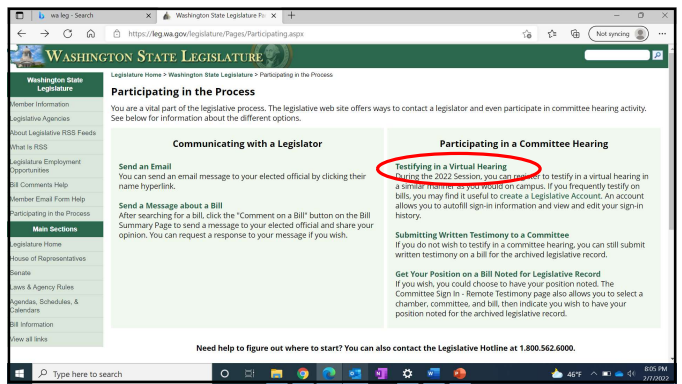 wa leg - Search
Washington State Legislature Pa
https://leg.wa.gov/legislature/Pages/Participating.aspx
Not syncing
WASHINGTON STATE LEGISLATURE
Washington State
Legislature
Member Information
Legislative Agencies
About Legislative RSS Feeds
What Is RSS
Legislature Employment
Opportunities
Bill Comments Help
Member Email Form Help
Participating in the Process
Main Sections
Legislature Home
House of Representatives
Senate
Laws & Agency Rules
Agendas, Schedules, &
Calendars
Bill Information
View all links
Legislature Home > Washington State Legislature > Participating in the Process
Participating in the Process
You are a vital part of the legislative process. The legislative web site offers ways to contact a legislator and even participate in committee hearing activity.
See below for information about the different options.
Communicating with a Legislator
Send an Email
You can send an email message to your elected official by clicking their
name hyperlink.
Send a Message about a Bill
After searching for a bill, click the "Comment on a Bill" button on the Bill
Summary Page to send a message to your elected official and share your
opinion. You can request a response to your message if you wish.
Participating in a Committee Hearing
Testifying in a Virtual Hearing
During the 2022 Session, you can register to testify in a virtual hearing in
a similar manner as you would on campus. If you frequently testify on
bills, you may find it useful to create a Legislative Account. An account
allows you to autofill sign-in information and view and edit your sign-in
history.
Submitting Written Testimony to a Committee
If you do not wish to testify in a committee hearing, you can still submit
written testimony on a bill for the archived legislative record.
Get Your Position on a Bill Noted for Legislative Record
If you wish, you could choose to have your position noted. The
Committee Sign In - Remote Testimony page also allows you to select a
chamber, committee, and bill, then indicate you wish to have your
position noted for the archived legislative record.
Need help to figure out where to start? You can also contact the Legislative Hotline at 1.800.562.6000.
Type here to search
46°F
8:05 PM
2/7/2022